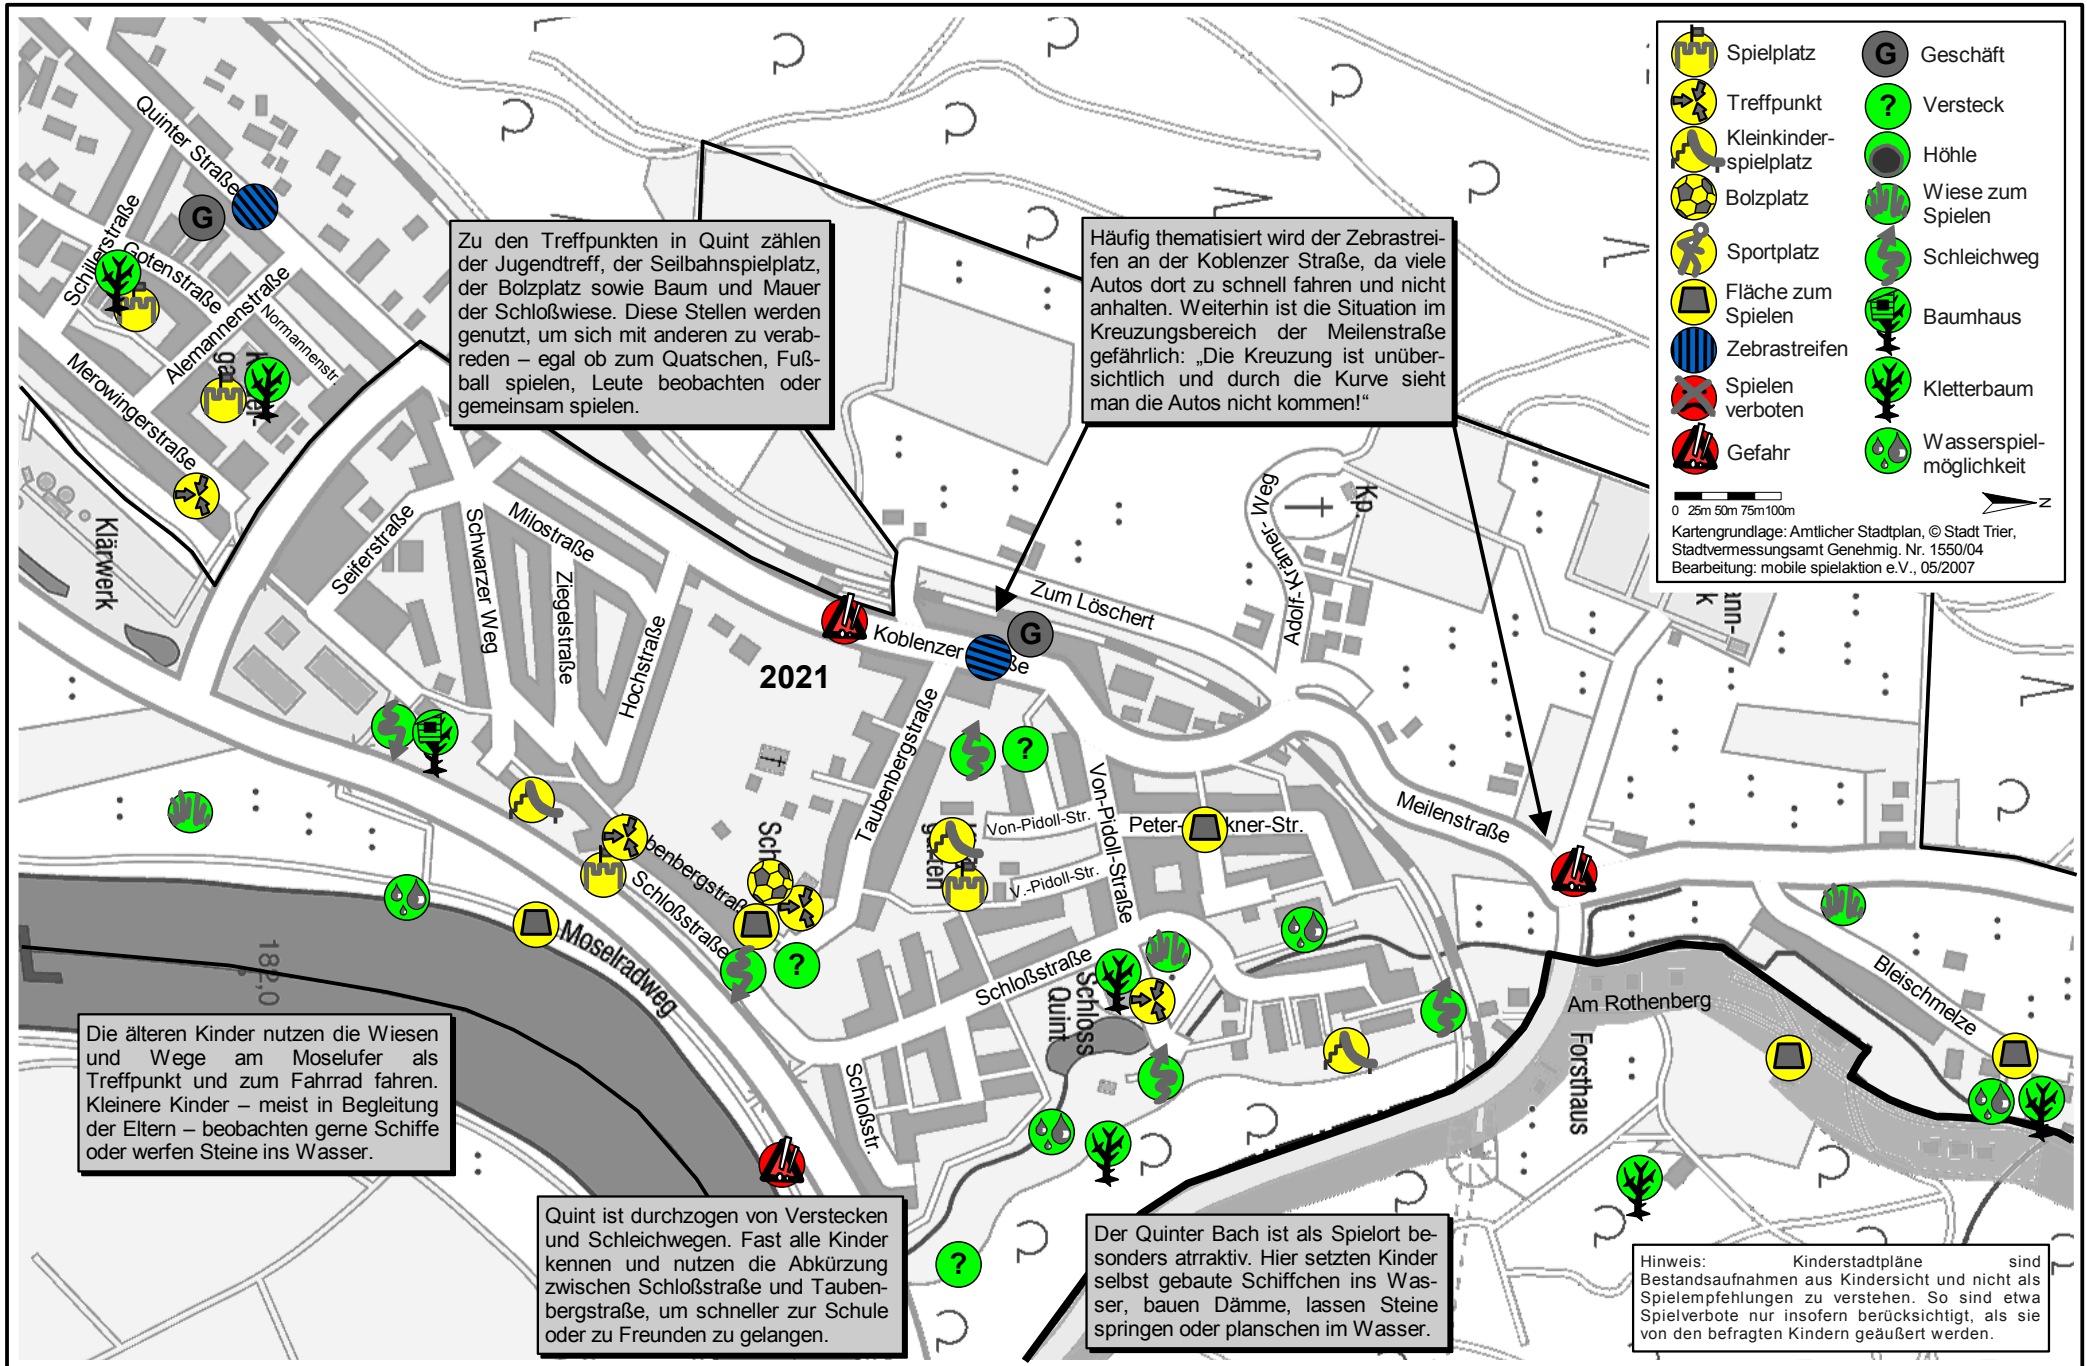 Spielplatz
Treffpunkt
Kleinkinder-
spielplatz
Bolzplatz
Sportplatz
Fläche zum
Spielen
Zebrastreifen
Spielen
verboten
Gefahr
G
Geschäft
?
Versteck
Höhle
Wiese zum
Spielen
Schleichweg
Baumhaus
Kletterbaum
Wasserspiel-
möglichkeit
0 25m 50m 75m100m
N
Kartengrundlage: Amtlicher Stadtplan, © Stadt Trier,
Stadtvermessungsamt Genehmig. Nr. 1550/04
Bearbeitung: mobile spielaktion e.V., 05/2007
Zu den Treffpunkten in Quint zählen
der Jugendtreff, der Seilbahnspielplatz,
der Bolzplatz sowie Baum und Mauer
der Schloßwiese. Diese Stellen werden
genutzt, um sich mit anderen zu verab-
reden – egal ob zum Quatschen, Fuß-
ball spielen, Leute beobachten oder
gemeinsam spielen.
Häufig thematisiert wird der Zebrastrei-
fen an der Koblenzer Straße, da viele
Autos dort zu schnell fahren und nicht
anhalten. Weiterhin ist die Situation im
Kreuzungsbereich der Meilenstraße
gefährlich: „Die Kreuzung ist unüber-
sichtlich und durch die Kurve sieht
man die Autos nicht kommen!“
Quinter Straße
G
Schillerstraße
Gotenstraße
Alemannenstraße
Normannenstr.
Merowingerstraße
Klärwerk
Seiferstraße
Schwarzer Weg
Milostraße
Ziegelstraße
Hochstraße
2021
Koblenzer
ße
G
Zum Löschert
Adolf-Krämer-Weg
Kp.
Taubenbergstraße
?
Von-Pidoll-Str.
V.-Pidoll-Str.
Von-Pidoll-Straße
Peter-
kner-Str.
Meilenstraße
Sch
benbergstraß
Schloßstraße
?
Moselradweg
182,0
Schloßstraße
Schloss
Quint
Schloßstr.
Am Rothenberg
Forsthaus
Bleischmelze
?
Die älteren Kinder nutzen die Wiesen
und Wege am Moselufer als
Treffpunkt und zum Fahrrad fahren.
Kleinere Kinder – meist in Begleitung
der Eltern – beobachten gerne Schiffe
oder werfen Steine ins Wasser.
Quint ist durchzogen von Verstecken
und Schleichwegen. Fast alle Kinder
kennen und nutzen die Abkürzung
zwischen Schloßstraße und Tauben-
bergstraße, um schneller zur Schule
oder zu Freunden zu gelangen.
Der Quinter Bach ist als Spielort be-
sonders atrraktiv. Hier setzten Kinder
selbst gebaute Schiffchen ins Was-
ser, bauen Dämme, lassen Steine
springen oder planschen im Wasser.
Hinweis: Kinderstadtpläne sind
Bestandsaufnahmen aus Kindersicht und nicht als
Spielempfehlungen zu verstehen. So sind etwa
Spielverbote nur insofern berücksichtigt, als sie
von den befragten Kindern geäußert werden.